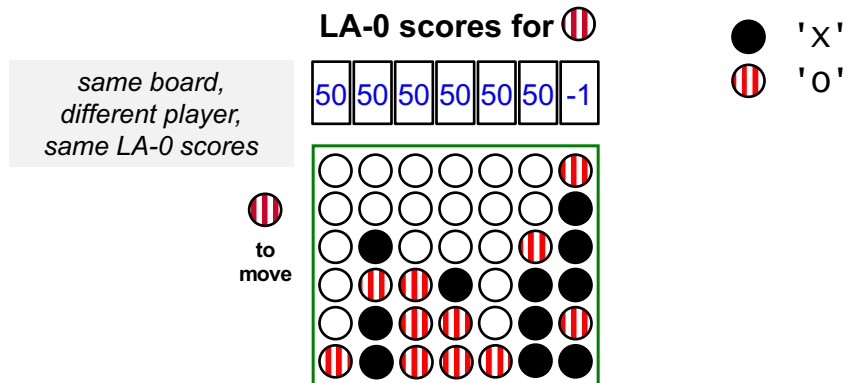 LA-0 scores for
'X'
'O'
same board,
different player,
same LA-0 scores
50 50 50 50 50 50 -1
to
move